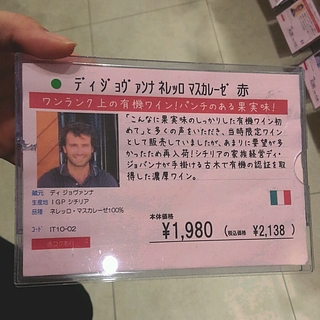 ディ ジョヴァンナ ネレッロ マスカレーゼ 赤
ワンランク上の有機ワイン!パンチのある果実味!
「こんなに果実味のしっかりした有機ワイン初
めて」と多くの声をいただき、当時限定ワイン
として販売していましたが、あまりに要望が多
かったため再入荷!シチリアの家族経営ディ・
ジョバンナが手掛ける古木で有機の認証を取
得した濃厚ワイン。
蔵元 ディ ジョヴァンナ
生産地 IGP シチリア
品種 ネレッロ・マスカレーゼ100%
コード IT10-02
本体価格
¥1,980 (税込価格 ¥2,138)